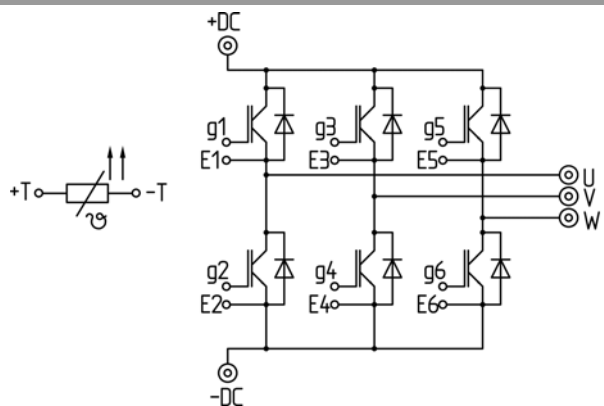 +DC
g1 g3 g5
E1 E3 E5
U
+T -T
V
ϑ
W
g2 g4 g6
E2 E4 E6
-DC